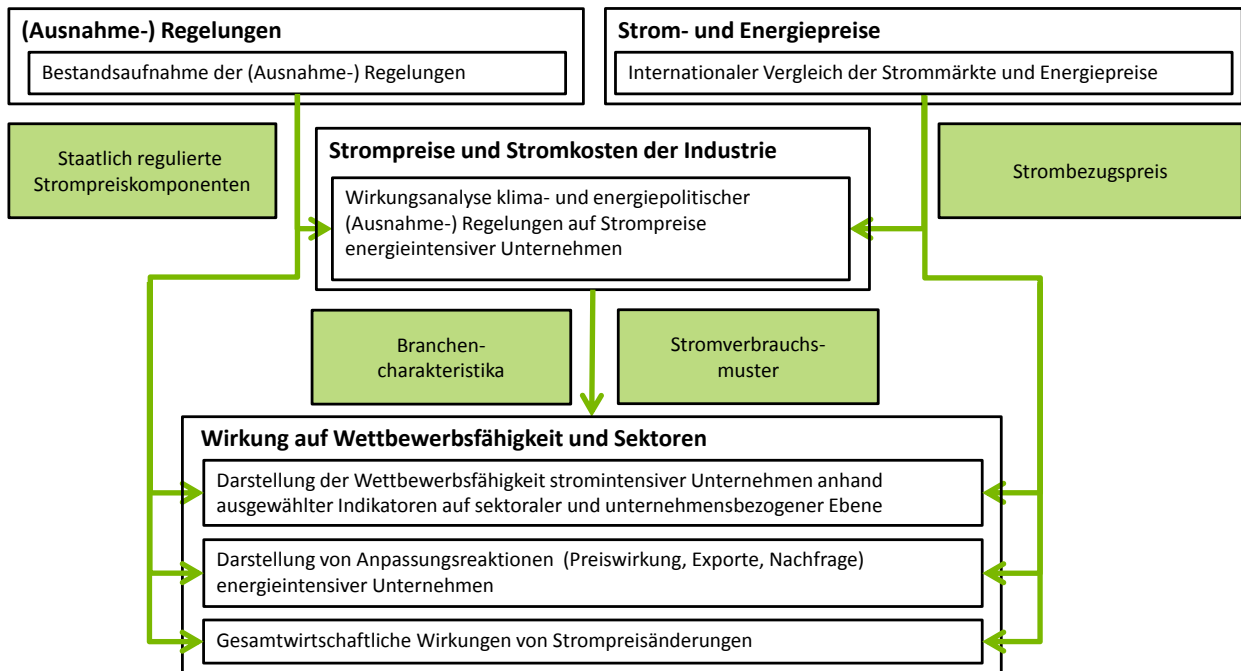 (Ausnahme-) Regelungen
Bestandsaufnahme der (Ausnahme-) Regelungen
Strom- und Energiepreise
Internationaler Vergleich der Strommärkte und Energiepreise
Staatlich regulierte
Strompreiskomponenten
Strompreise und Stromkosten der Industrie
Wirkungsanalyse klima- und energiepolitischer
(Ausnahme-) Regelungen auf Strompreise
energieintensiver Unternehmen
Strombezugspreis
Branchen-
charakteristika
Stromverbrauchs-
muster
Wirkung auf Wettbewerbsfähigkeit und Sektoren
Darstellung der Wettbewerbsfähigkeit stromintensiver Unternehmen anhand
ausgewählter Indikatoren auf sektoraler und unternehmensbezogener Ebene
Darstellung von Anpassungsreaktionen (Preiswirkung, Exporte, Nachfrage)
energieintensiver Unternehmen
Gesamtwirtschaftliche Wirkungen von Strompreisänderungen